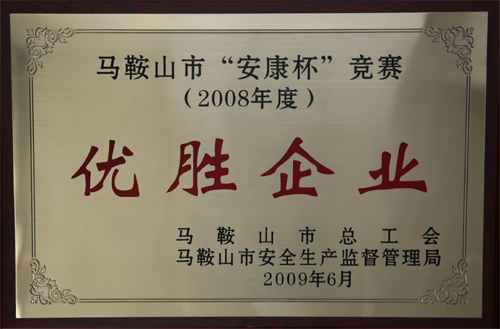 马鞍山市“安康杯”竞赛
（2008年度）
优胜企业
马鞍山市总工会
马鞍山市安全生产监督管理局
2009年6月